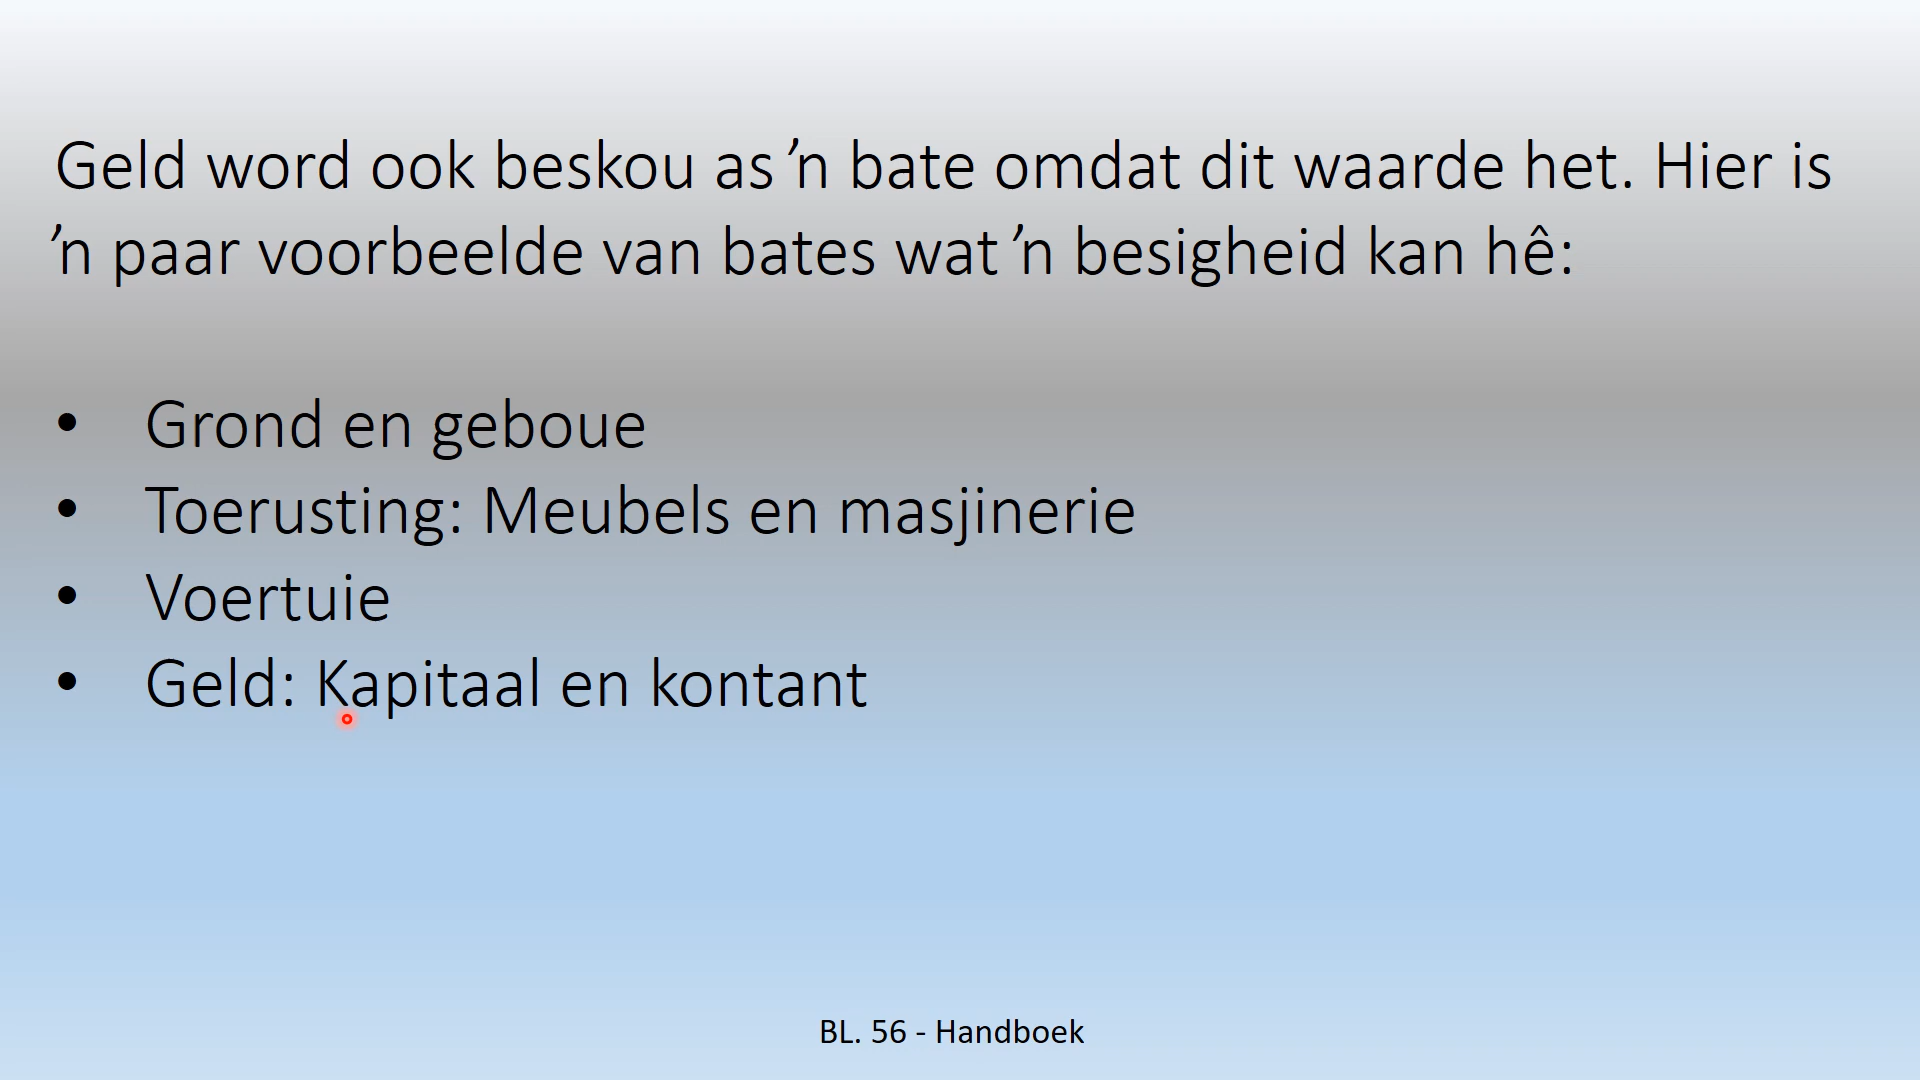 Geld word ook beskou as ’n bate omdat dit waarde het. Hier is
’n paar voorbeelde van bates wat ’n besigheid kan hê:
• Grond en geboue
• Toerusting: Meubels en masjinerie
• Voertuie
• Geld: Kapitaal en kontant
BL. 56 - Handboek